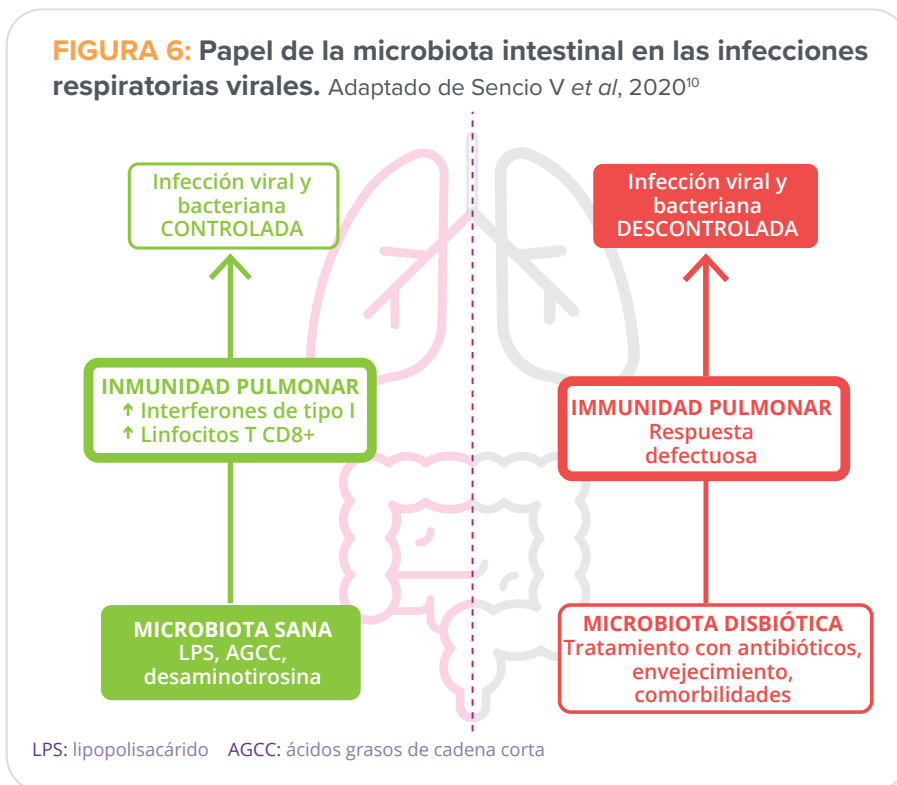 FIGURA 6: Papel de la microbiota intestinal en las infecciones
respiratorias virales. Adaptado de Sencio V et al, 2020¹⁰
Infección viral y
bacteriana
CONTROLADA
INMUNIDAD PULMONAR
↑ Interferones de tipo I
↑ Linfocitos T CD8+
MICROBIOTA SANA
LPS, AGCC,
desaminotirosina
Infección viral y
bacteriana
DESCONTROLADA
IMMUNIDAD PULMONAR
Respuesta
defectuosa
MICROBIOTA DISBIÓTICA
Tratamiento con antibióticos,
envejecimiento,
comorbilidades
LPS: lipopolisacárido AGCC: ácidos grasos de cadena corta